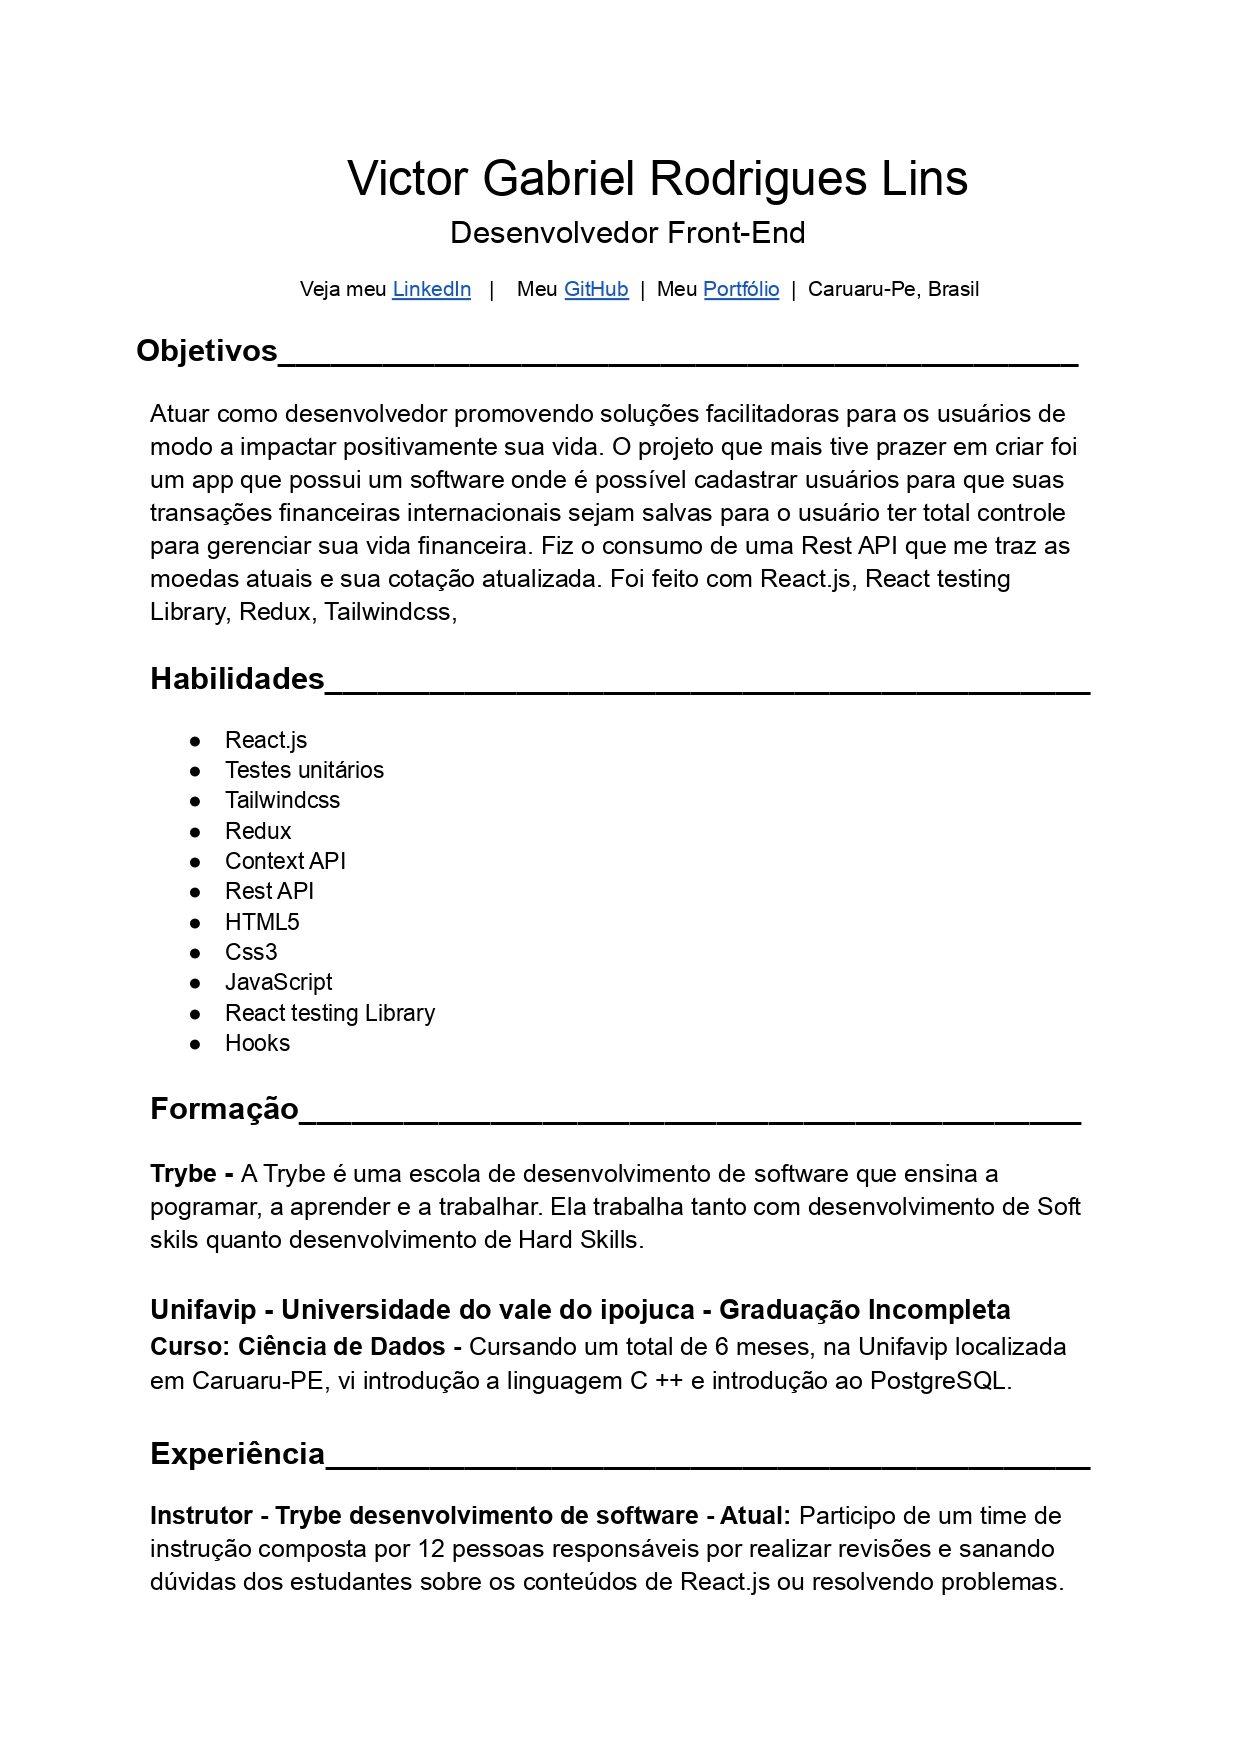 Victor Gabriel Rodrigues Lins
Desenvolvedor Front-End
Veja meu LinkedIn | Meu GitHub | Meu Portfólio | Caruaru-Pe, Brasil
Objetivos______________________________________________
Atuar como desenvolvedor promovendo soluções facilitadoras para os usuários de
modo a impactar positivamente sua vida. O projeto que mais tive prazer em criar foi
um app que possui um software onde é possível cadastrar usuários para que suas
transações financeiras internacionais sejam salvas para o usuário ter total controle
para gerenciar sua vida financeira. Fiz o consumo de uma Rest API que me traz as
moedas atuais e sua cotação atualizada. Foi feito com React.js, React testing
Library, Redux, Tailwindcss,
Habilidades____________________________________________
● React.js
● Testes unitários
● Tailwindcss
● Redux
● Context API
● Rest API
● HTML5
● Css3
● JavaScript
● React testing Library
● Hooks
Formação_____________________________________________
Trybe - A Trybe é uma escola de desenvolvimento de software que ensina a
pogramar, a aprender e a trabalhar. Ela trabalha tanto com desenvolvimento de Soft
skils quanto desenvolvimento de Hard Skills.
Unifavip - Universidade do vale do ipojuca - Graduação Incompleta
Curso: Ciência de Dados - Cursando um total de 6 meses, na Unifavip localizada
em Caruaru-PE, vi introdução a linguagem C ++ e introdução ao PostgreSQL.
Experiência____________________________________________
Instrutor - Trybe desenvolvimento de software - Atual: Participo de um time de
instrução composta por 12 pessoas responsáveis por realizar revisões e sanando
dúvidas dos estudantes sobre os conteúdos de React.js ou resolvendo problemas.